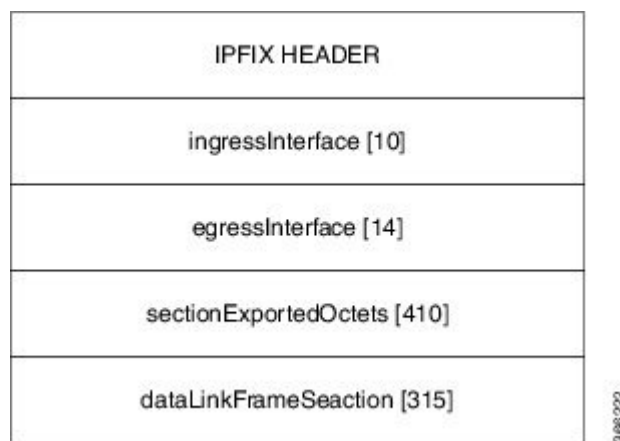 IPFIX HEADER
ingressInterface [10]
egressInterface [14]
sectionExportedOctets [410]
dataLinkFrameSeaction [315]